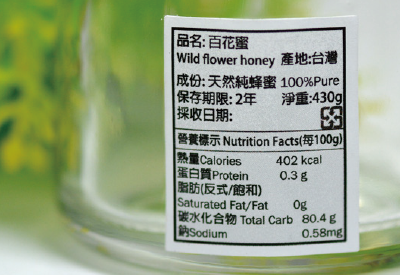 品名: 百花蜜
Wild flower honey 產地:台灣
成份: 天然純蜂蜜 100%Pure
保存期限: 2年 淨重:430g
採收日期:
營養標示 Nutrition Facts(每100g)
熱量Calories 402 kcal
蛋白質Protein 0.3 g
脂肪(反式/飽和)
Saturated Fat/Fat 0g
碳水化合物 Total Carb 80.4 g
鈉Sodium 0.58mg